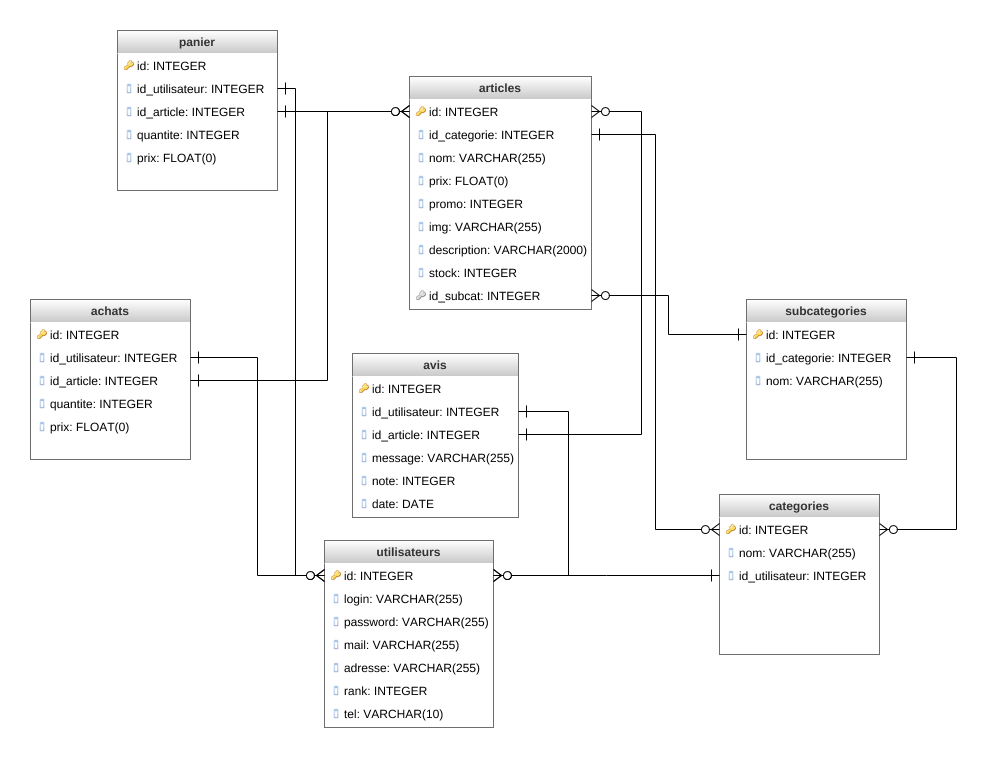 panier
id: INTEGER
id_utilisateur: INTEGER
id_article: INTEGER
quantite: INTEGER
prix: FLOAT(0)
articles
id: INTEGER
id_categorie: INTEGER
nom: VARCHAR(255)
prix: FLOAT(0)
promo: INTEGER
img: VARCHAR(255)
description: VARCHAR(2000)
stock: INTEGER
id_subcat: INTEGER
achats
id: INTEGER
id_utilisateur: INTEGER
id_article: INTEGER
quantite: INTEGER
prix: FLOAT(0)
avis
id: INTEGER
id_utilisateur: INTEGER
id_article: INTEGER
message: VARCHAR(255)
note: INTEGER
date: DATE
subcategories
id: INTEGER
id_categorie: INTEGER
nom: VARCHAR(255)
categories
id: INTEGER
nom: VARCHAR(255)
id_utilisateur: INTEGER
utilisateurs
id: INTEGER
login: VARCHAR(255)
password: VARCHAR(255)
mail: VARCHAR(255)
adresse: VARCHAR(255)
rank: INTEGER
tel: VARCHAR(10)